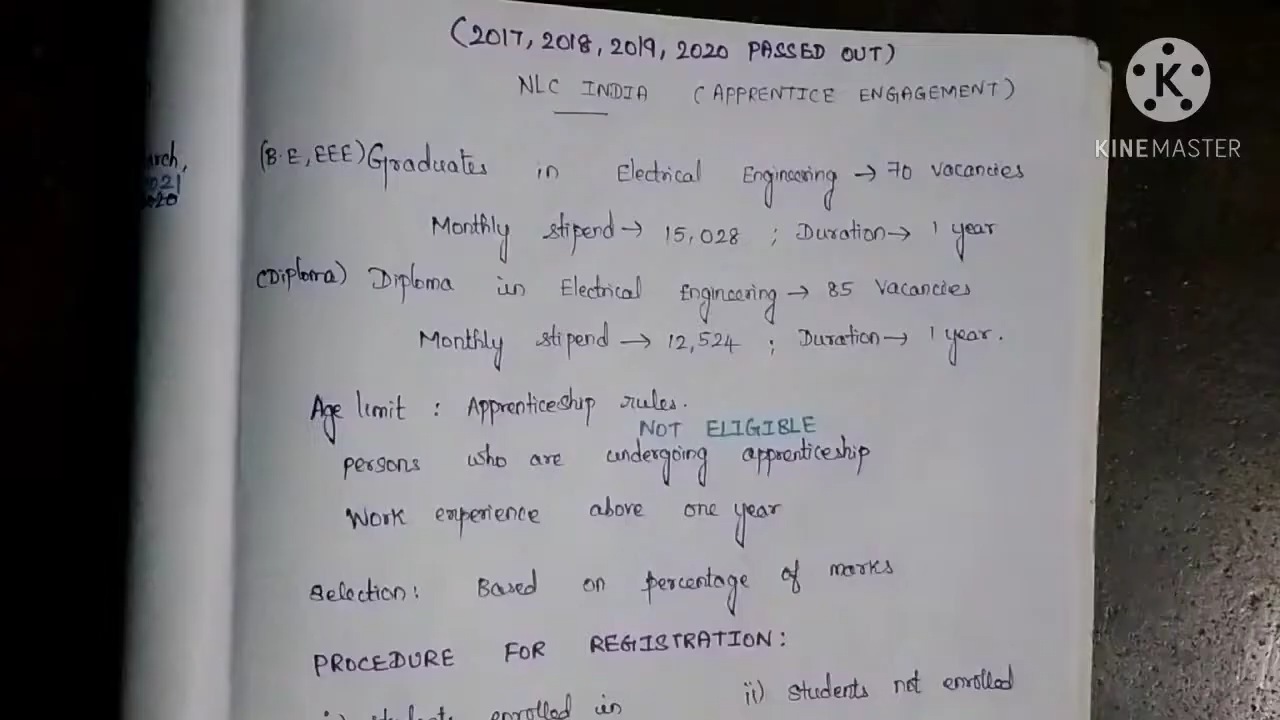 (2017, 2018, 2019, 2020 PASSED OUT)
NLC INDIA (APPRENTICE ENGAGEMENT)
(B.E, EEE) Graduates in Electrical Engineering → 70 vacancies
Monthly stipend → 15,028 ; Duration → 1 year
(Diploma) Diploma in Electrical Engineering → 85 Vacancies
Monthly stipend → 12,524 ; Duration → 1 year.
Age limit : Apprenticeship rules.
NOT ELIGIBLE
persons who are undergoing apprenticeship
Work experience above one year
Selection: Based on percentage of marks
PROCEDURE FOR REGISTRATION:
i) students enrolled in
ii) students not enrolled
KINEMASTER